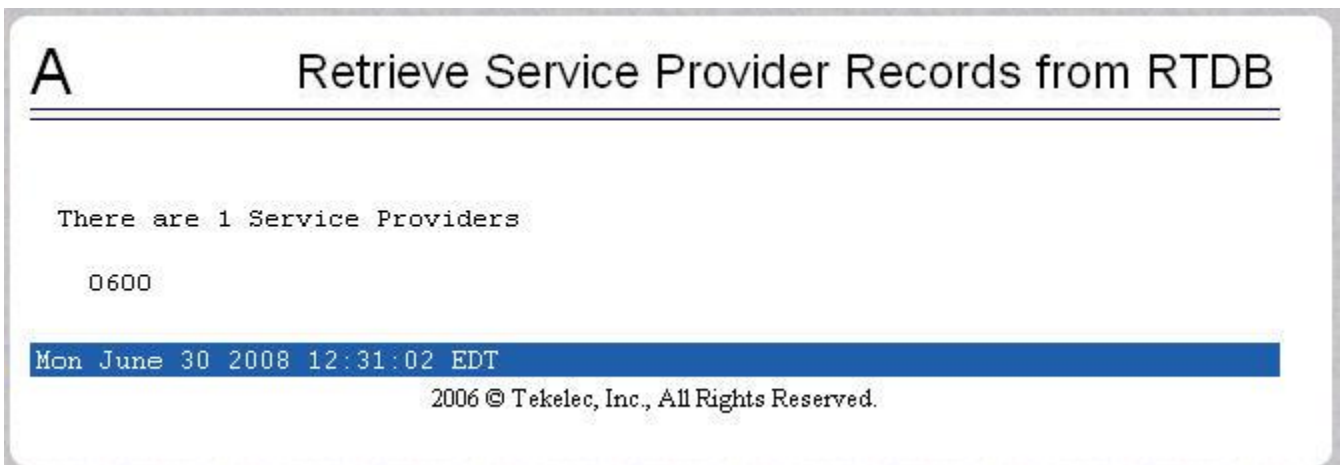 A Retrieve Service Provider Records from RTDB
There are 1 Service Providers
0600
Mon June 30 2008 12:31:02 EDT
2006 © Tekelec, Inc., All Rights Reserved.